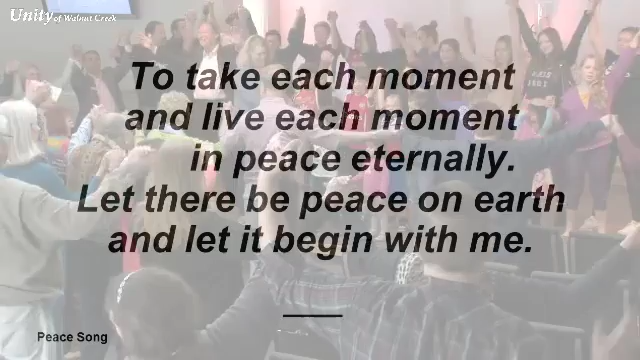 Unity of Walnut Creek
To take each moment
and live each moment
in peace eternally.
Let there be peace on earth
and let it begin with me.
Peace Song